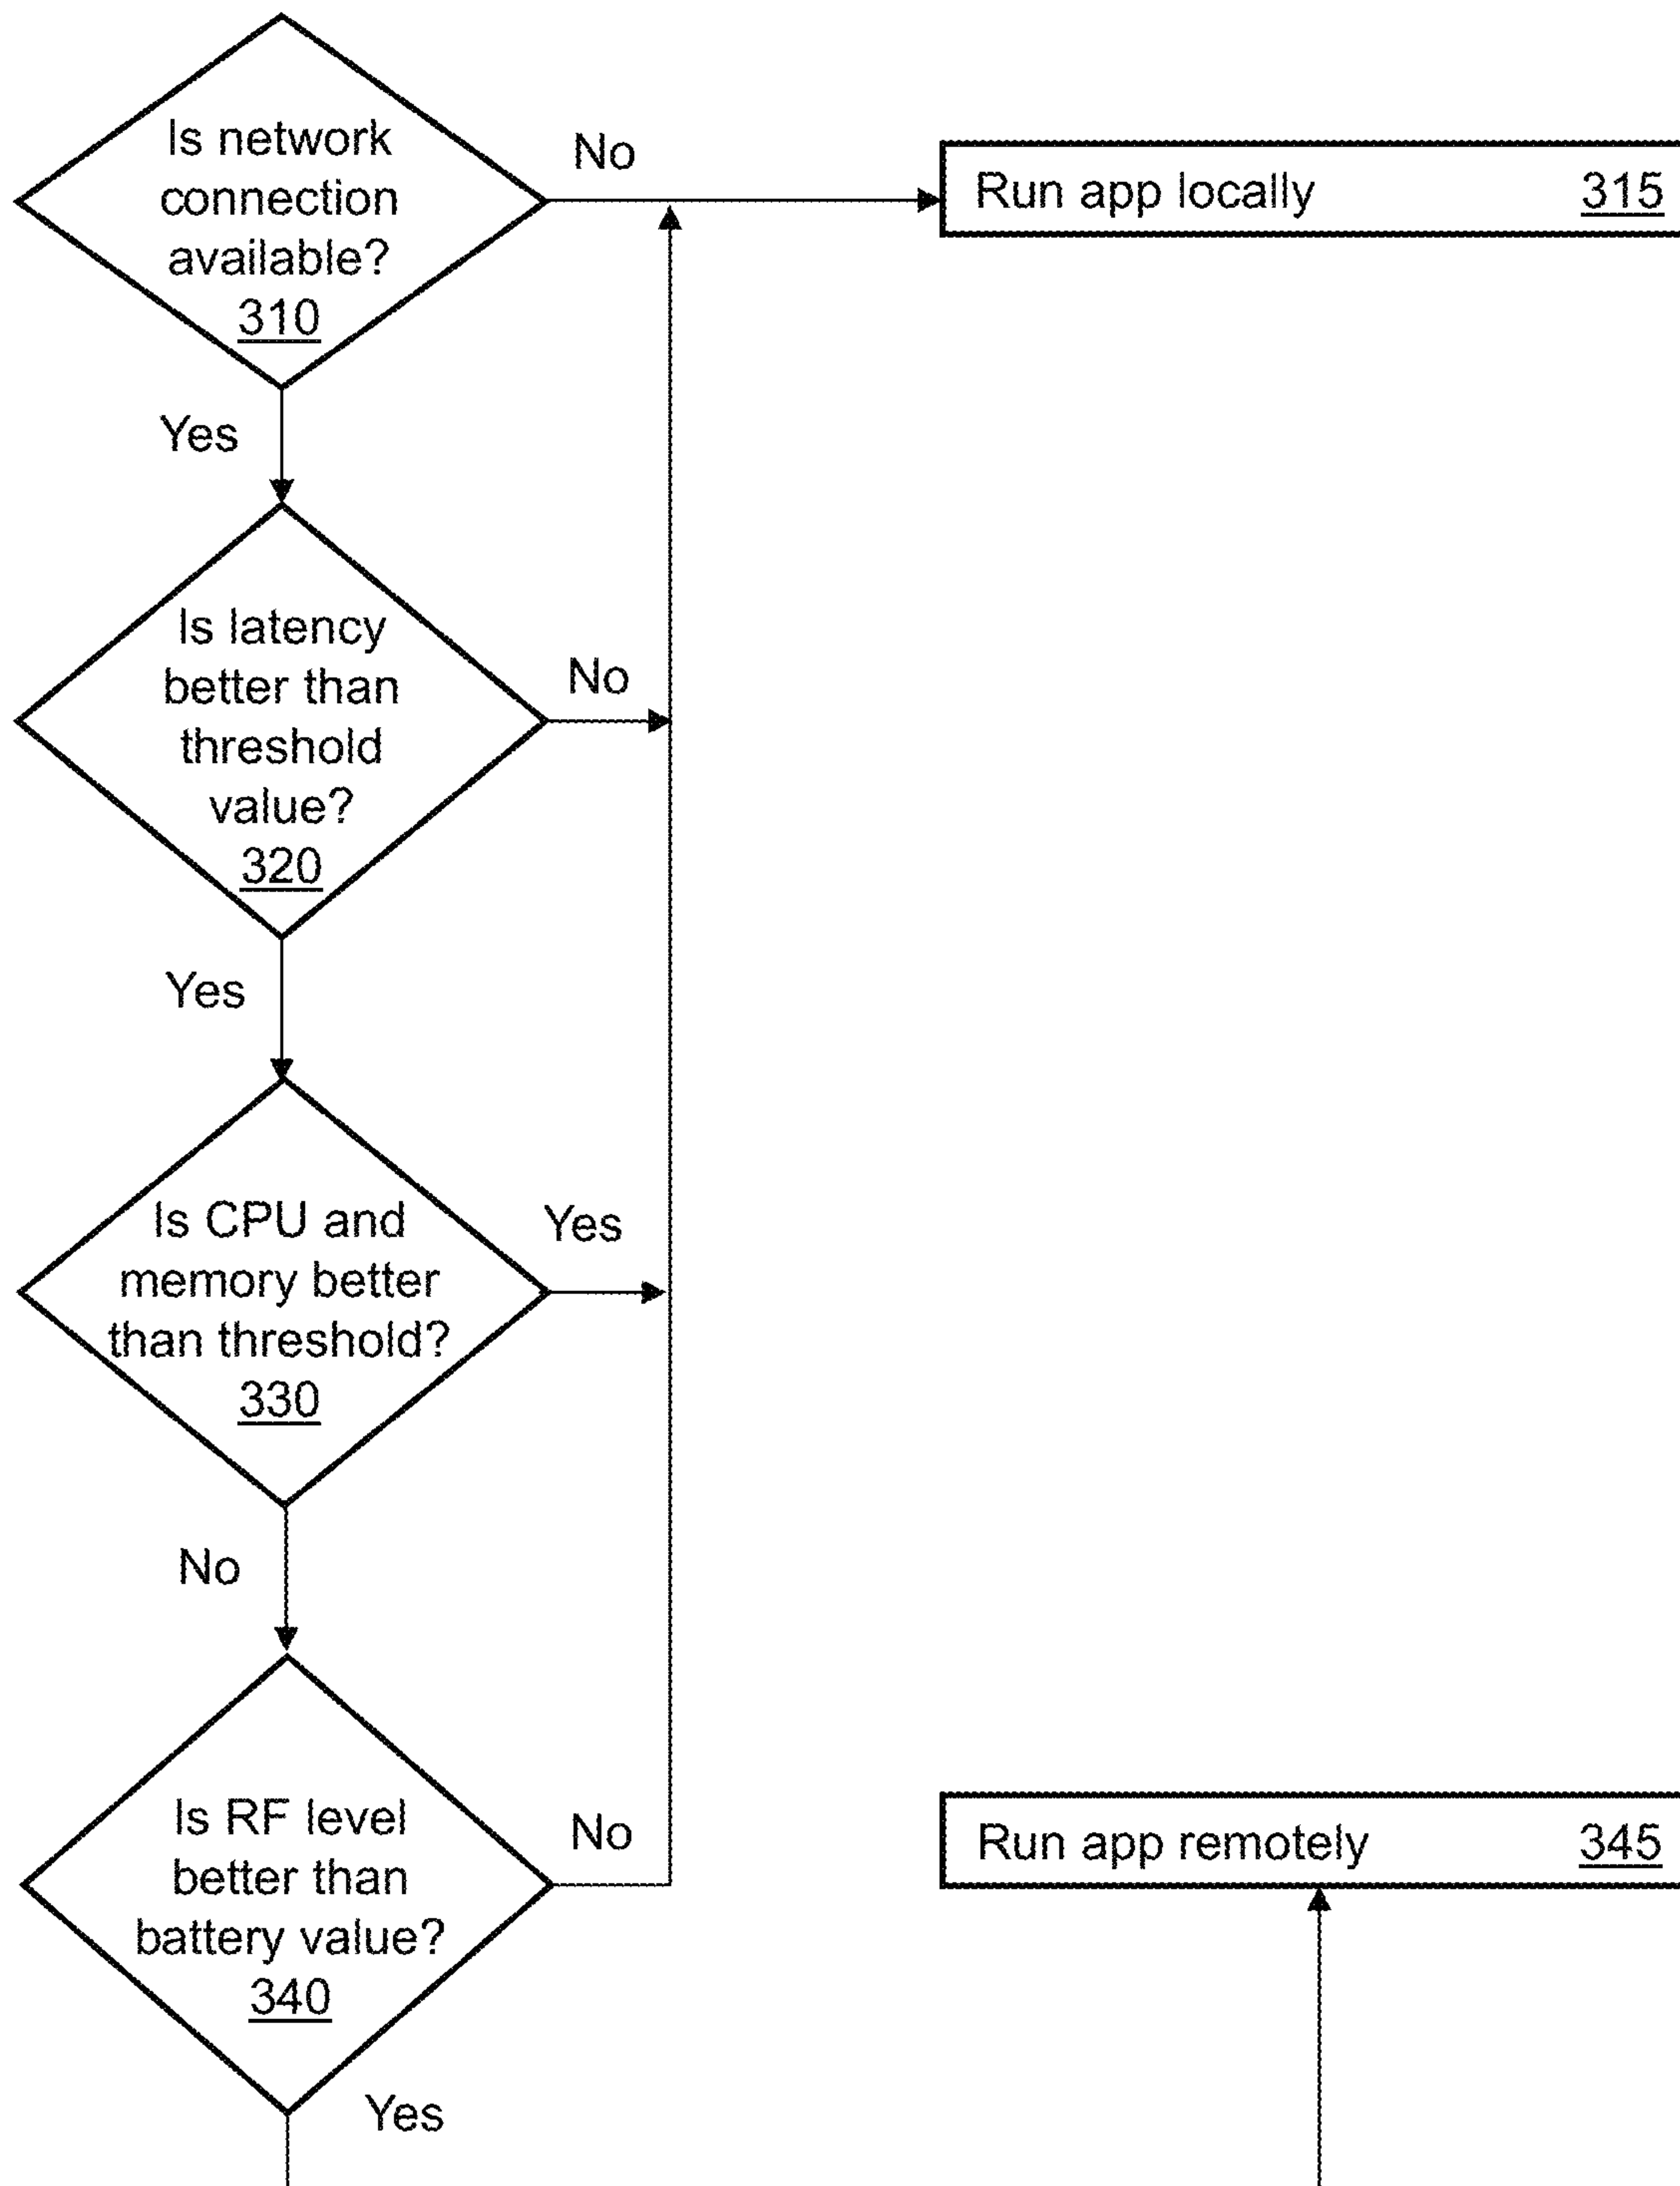 Is network
connection
available?
310
No
Run app locally 315
Yes
Is latency
better than
threshold
value?
320
No
Yes
Is CPU and
memory better
than threshold?
330
Yes
No
Is RF level
better than
battery value?
340
No
Run app remotely 345
Yes